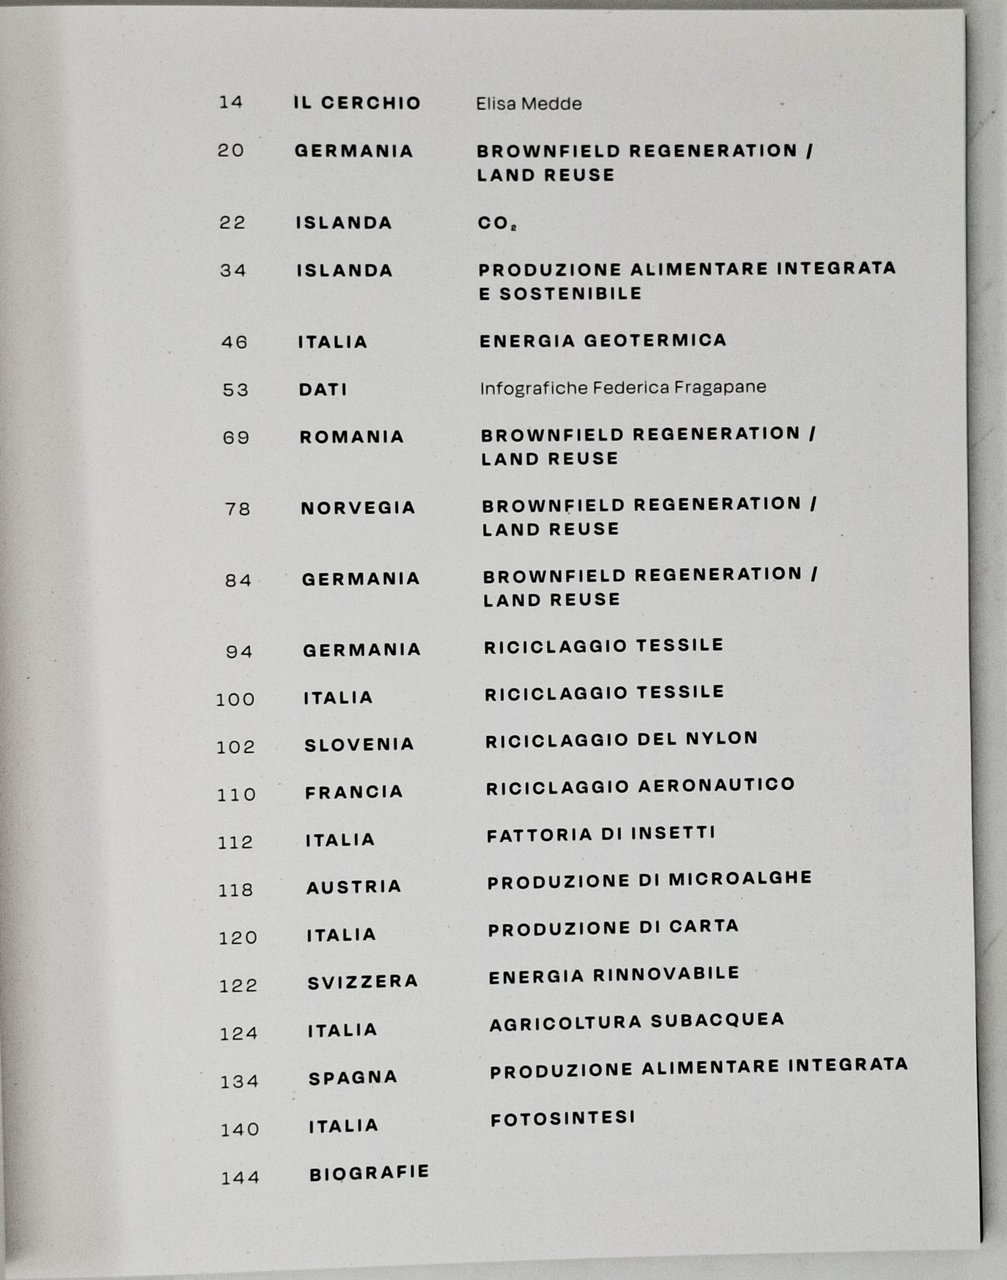 14 IL CERCHIO Elisa Medde
20 GERMANIA BROWNFIELD REGENERATION /
LAND REUSE
22 ISLANDA CO₂
34 ISLANDA PRODUZIONE ALIMENTARE INTEGRATA
E SOSTENIBILE
46 ITALIA ENERGIA GEOTERMICA
53 DATI Infografiche Federica Fragapane
69 ROMANIA BROWNFIELD REGENERATION /
LAND REUSE
78 NORVEGIA BROWNFIELD REGENERATION /
LAND REUSE
84 GERMANIA BROWNFIELD REGENERATION /
LAND REUSE
94 GERMANIA RICICLAGGIO TESSILE
100 ITALIA RICICLAGGIO TESSILE
102 SLOVENIA RICICLAGGIO DEL NYLON
110 FRANCIA RICICLAGGIO AERONAUTICO
112 ITALIA FATTORIA DI INSETTI
118 AUSTRIA PRODUZIONE DI MICROALGHE
120 ITALIA PRODUZIONE DI CARTA
122 SVIZZERA ENERGIA RINNOVABILE
124 ITALIA AGRICOLTURA SUBACQUEA
134 SPAGNA PRODUZIONE ALIMENTARE INTEGRATA
140 ITALIA FOTOSINTESI
144 BIOGRAFIE